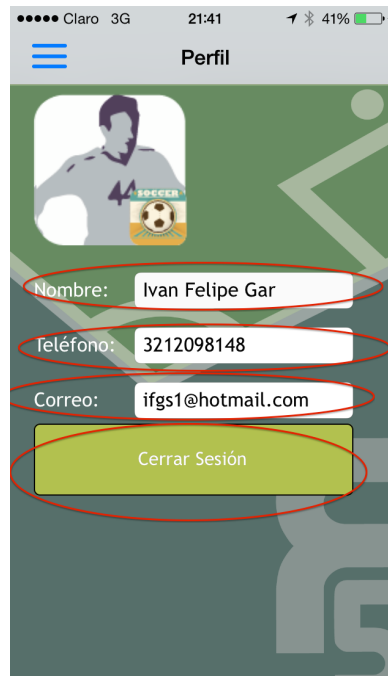 Claro 3G 21:41 41%
Perfil
44
SOCCER
Nombre: Ivan Felipe Gar
Teléfono: 3212098148
Correo: ifgs1@hotmail.com
Cerrar Sesión